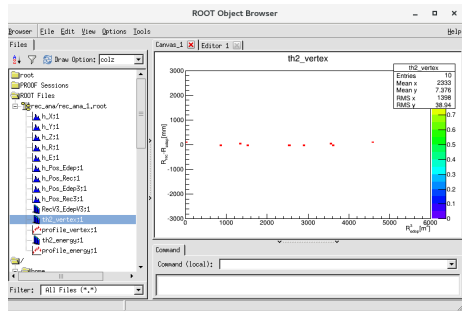 ROOT Object Browser
Browser File Edit View Options Tools Help
Files
Draw Option: colz
root
PROOF Sessions
ROOT Files
rec_ana/rec_ana_1.root
h_X;1
h_Y;1
h_Z;1
h_R;1
h_E;1
h_Pos_Edep;1
h_Pos_Rec;1
h_Pos_Edep3;1
h_Pos_Rec3;1
RecV3_EdepV3;1
th2_vertex;1
profile_vertex;1
th2_energy;1
profile_energy;1
/
home
Filter: All Files (*.*)
Canvas_1 Editor 1
th2_vertex
th2_vertex
Entries 10
Mean x 2333
Mean y 7.376
RMS x 1398
RMS y 38.94
3000
2000
1000
0
-1000
-2000
-3000
0 1000 2000 3000 4000 5000 6000
0.7
0.6
0.5
0.4
0.3
0.2
0.1
0
Command
Command (local):